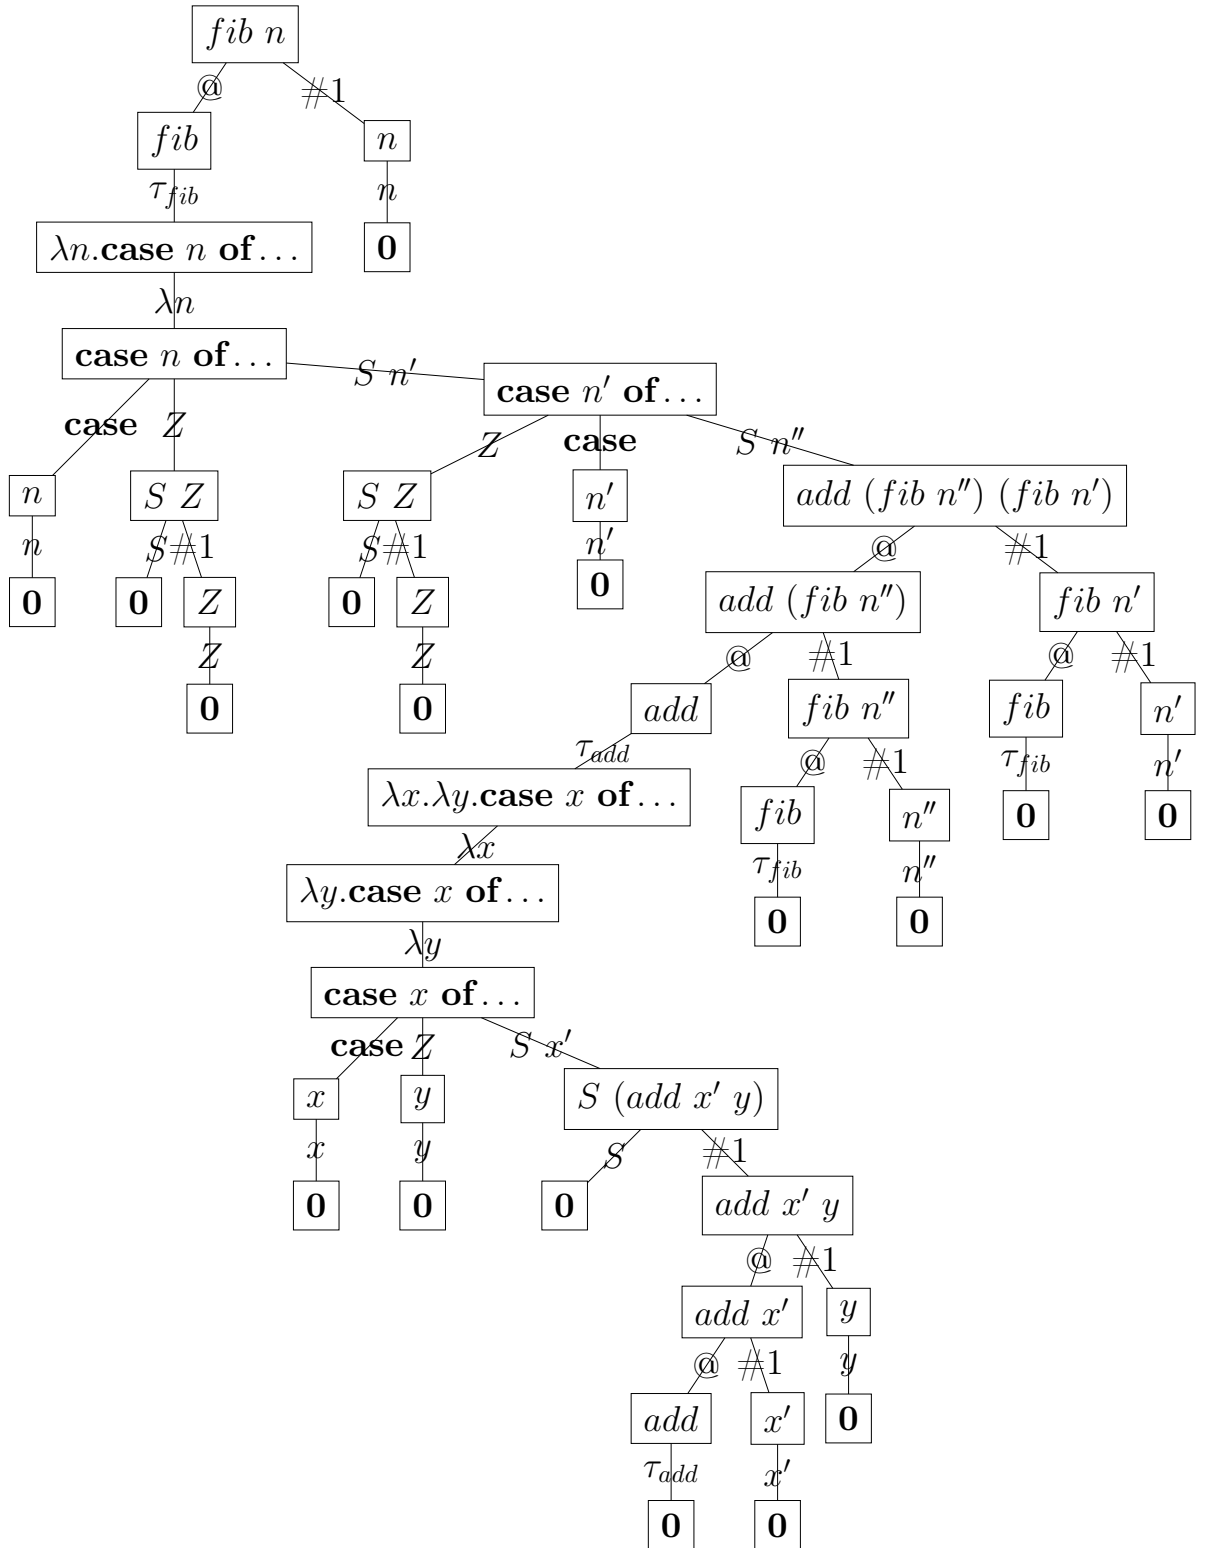 fib n
@ #1
fib n
τ_fib n
λn.case n of... 0
λn
case n of... S n′ case n′ of...
case Z Z case S n″
n S Z S Z n′ add (fib n″) (fib n′)
n S #1 S #1 n′ @ #1
0 0 Z 0 Z 0 add (fib n″) fib n′
Z Z @ #1 @ #1
0 0 add fib n″ fib n′
τ_add @ #1 τ_fib n′
λx.λy.case x of... fib n″ 0 0
λx τ_fib n″
λy.case x of... 0 0
λy
case x of...
case Z S x′
x y S (add x′ y)
x y S #1
0 0 0 add x′ y
@ #1
add x′ y
@ #1 y
add x′ 0
τ_add x′
0 0